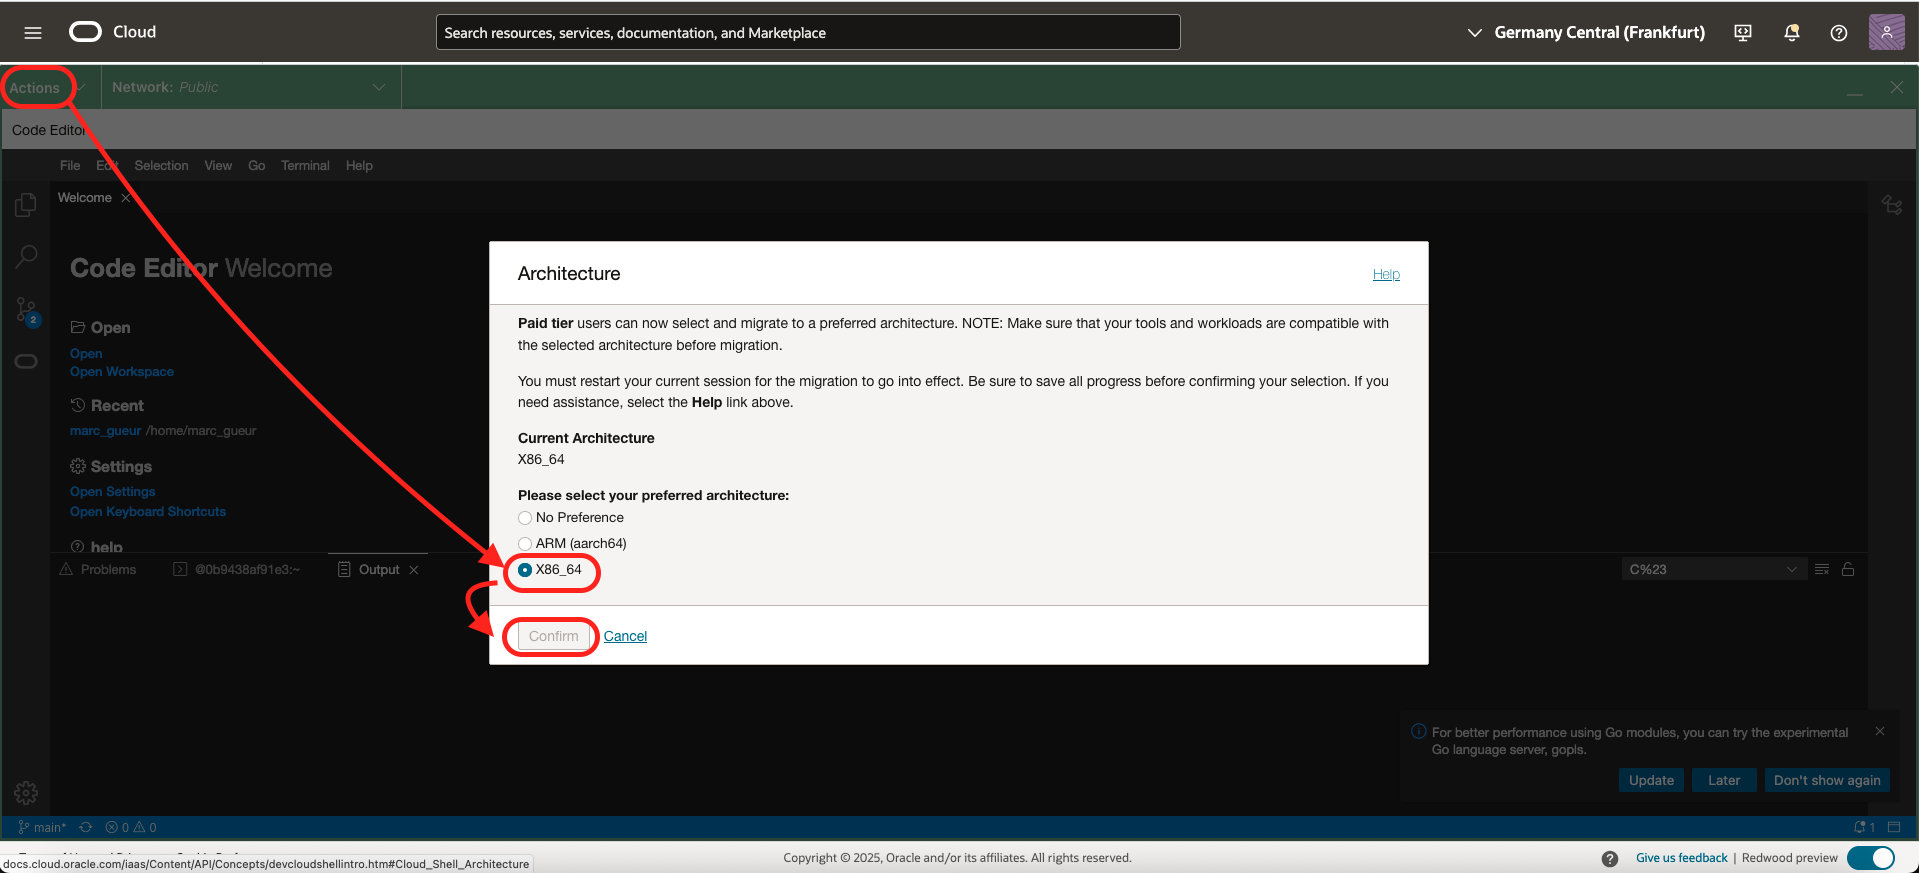 Cloud
Search resources, services, documentation, and Marketplace
Germany Central (Frankfurt)
Actions
Network: Public
Code Editor
File Edit Selection View Go Terminal Help
Welcome
Code Editor Welcome
Open
Open
Open Workspace
Recent
marc_gueur /home/marc_gueur
Settings
Open Settings
Open Keyboard Shortcuts
help
Architecture
Help
Paid tier users can now select and migrate to a preferred architecture. NOTE: Make sure that your tools and workloads are compatible with
the selected architecture before migration.
You must restart your current session for the migration to go into effect. Be sure to save all progress before confirming your selection. If you
need assistance, select the Help link above.
Current Architecture
X86_64
Please select your preferred architecture:
No Preference
ARM (aarch64)
X86_64
Confirm Cancel
2
Problems @0b9438af91e3:~ Output C%23
For better performance using Go modules, you can try the experimental
Go language server, gopls.
Update Later Don't show again
main* 0 0 1
docs.cloud.oracle.com/iaas/Content/API/Concepts/devcloudshellintro.htm#Cloud_Shell_Architecture
Copyright © 2025, Oracle and/or its affiliates. All rights reserved.
Give us feedback | Redwood preview